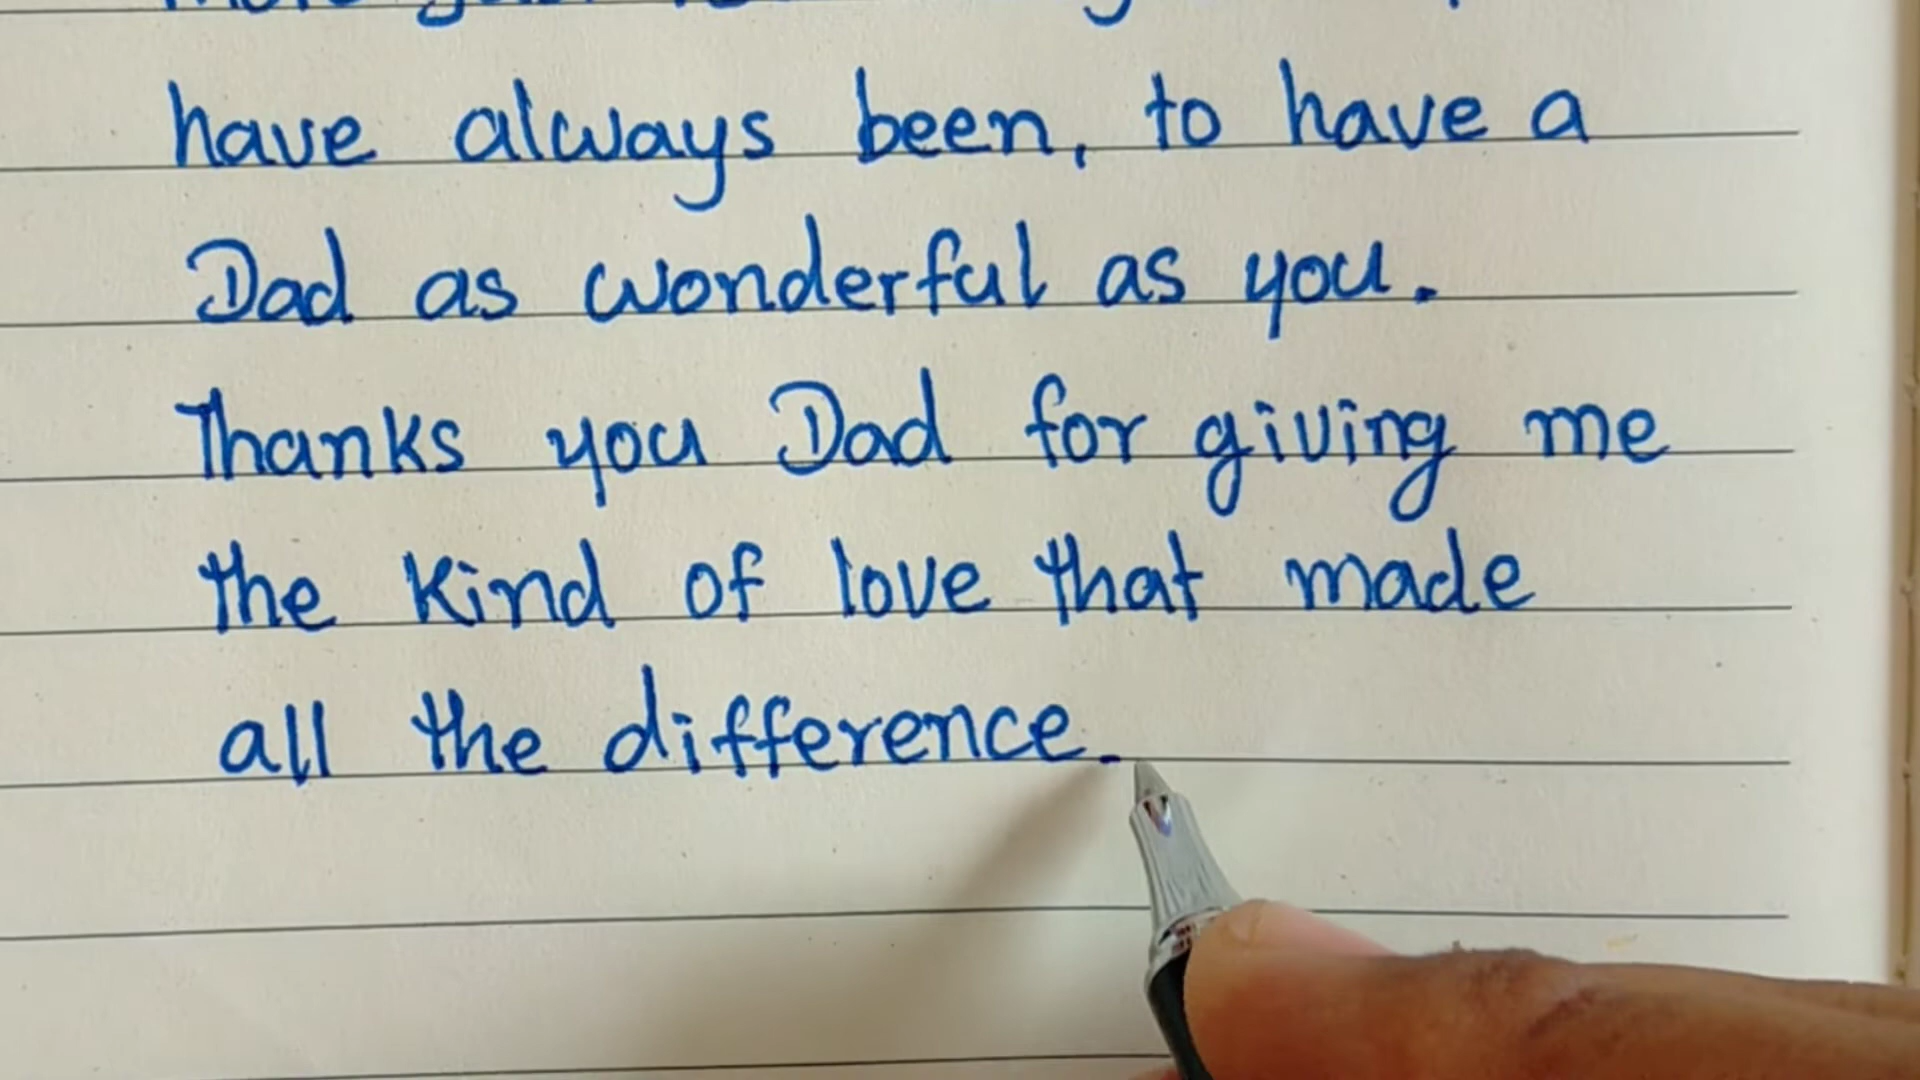 have always been, to have a
Dad as wonderful as you.
Thanks you Dad for giving me
the kind of love that made
all the difference.